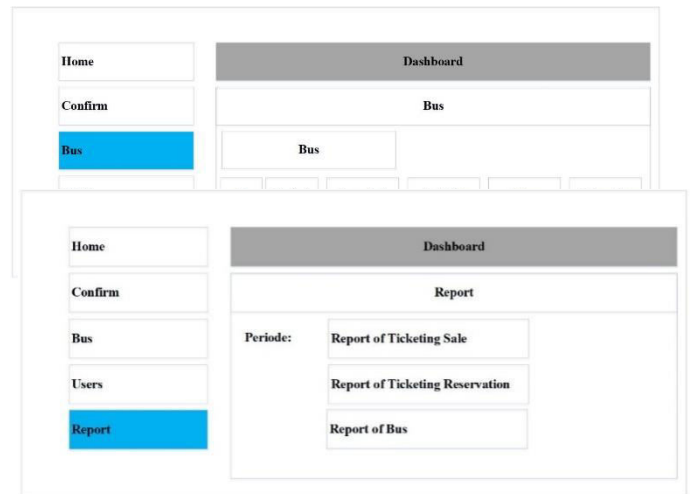 Home
Dashboard
Confirm
Bus
Bus
Bus
Home
Dashboard
Confirm
Report
Bus
Periode:
Report of Ticketing Sale
Users
Report of Ticketing Reservation
Report
Report of Bus